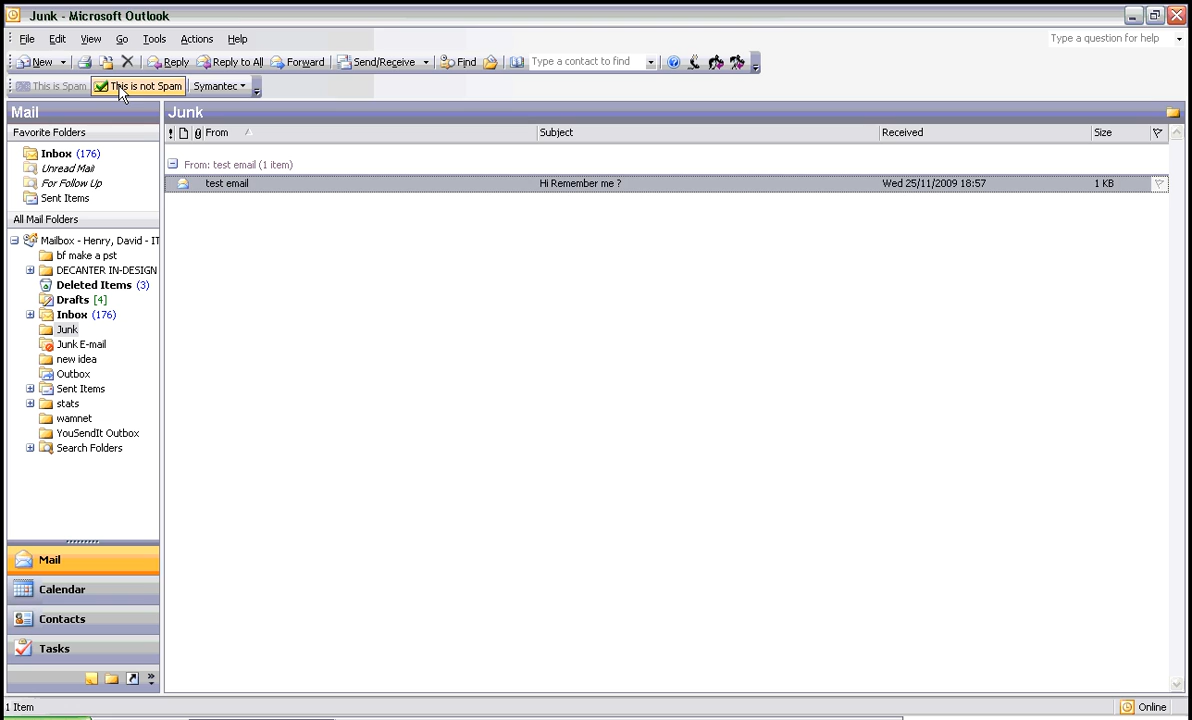 Junk - Microsoft Outlook
File Edit View Go Tools Actions Help Type a question for help
New Reply Reply to All Forward Send/Receive Find Type a contact to find
This is Spam This is not Spam Symantec
Mail Junk
Favorite Folders From Subject Received Size
Inbox (176)
From: test email (1 item)
Unread Mail
For Follow Up test email Hi Remember me ? Wed 25/11/2009 18:57 1 KB
Sent Items
All Mail Folders
Mailbox - Henry, David - IT
bf make a pst
DECANTER IN-DESIGN
Deleted Items (3)
Drafts [4]
Inbox (176)
Junk
Junk E-mail
new idea
Outbox
Sent Items
stats
wamnet
YouSendIt Outbox
Search Folders
Mail
Calendar
Contacts
Tasks
1 Item Online